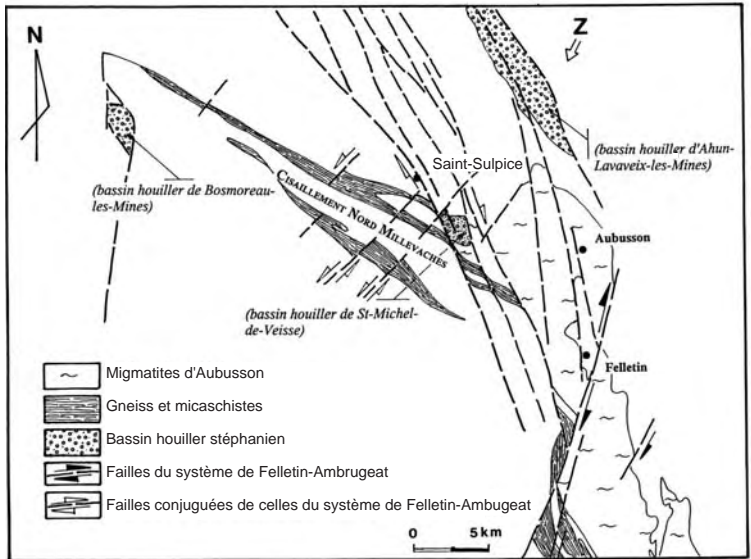 N
Z
(bassin houiller d'Ahun-
Lavaveix-les-Mines)
Saint-Sulpice
(bassin houiller de Bosmoreau-
les-Mines)
CISAILLEMENT NORD MILLEVACHES
Aubusson
(bassin houiller de St-Michel-
de-Veisse)
Felletin
Migmatites d'Aubusson
Gneiss et micaschistes
Bassin houiller stéphanien
Failles du système de Felletin-Ambrugeat
Failles conjuguées de celles du système de Felletin-Ambugeat
0 5 km